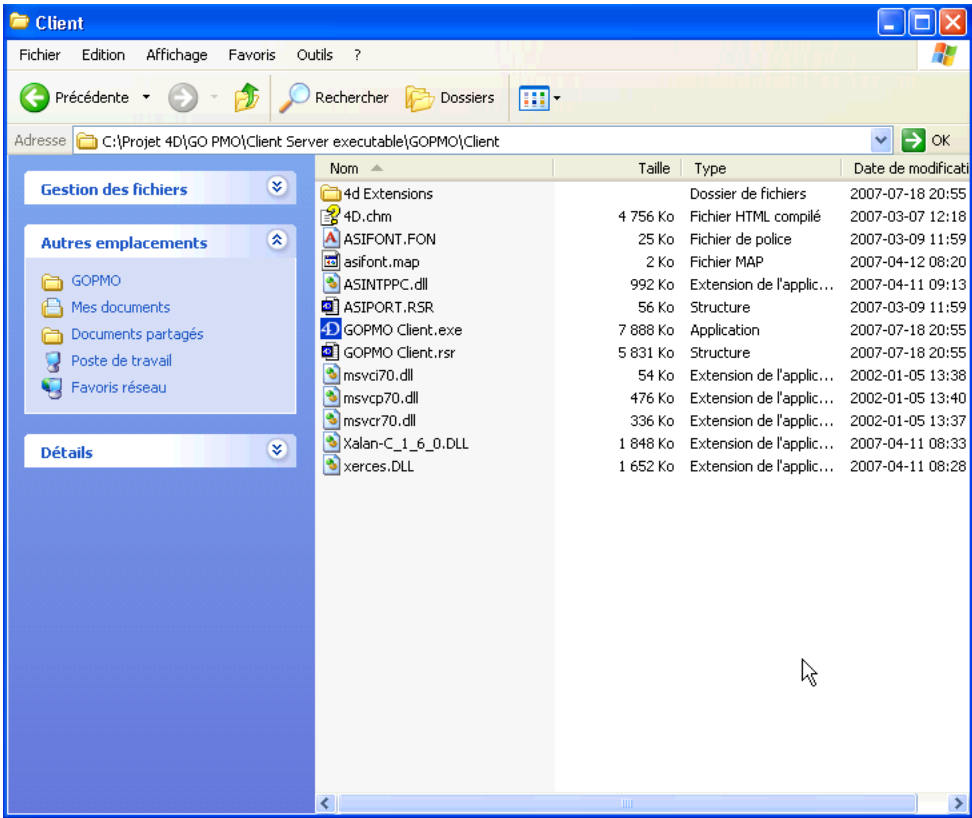 Client
Fichier Edition Affichage Favoris Outils ?
Précédente Rechercher Dossiers
Adresse C:\Projet 4D\GO PMO\Client Server executable\GOPMO\Client OK
Gestion des fichiers
Autres emplacements
GOPMO
Mes documents
Documents partagés
Poste de travail
Favoris réseau
Détails
Nom Taille Type Date de modificati
4d Extensions Dossier de fichiers 2007-07-18 20:55
4D.chm 4 756 Ko Fichier HTML compilé 2007-03-07 12:18
ASIFONT.FON 25 Ko Fichier de police 2007-03-09 11:59
asifont.map 2 Ko Fichier MAP 2007-04-12 08:20
ASINTPPC.dll 992 Ko Extension de l'applic... 2007-04-11 09:13
ASIPORT.RSR 56 Ko Structure 2007-03-09 11:59
GOPMO Client.exe 7 888 Ko Application 2007-07-18 20:55
GOPMO Client.rsr 5 831 Ko Structure 2007-07-18 20:55
msvci70.dll 54 Ko Extension de l'applic... 2002-01-05 13:38
msvcp70.dll 476 Ko Extension de l'applic... 2002-01-05 13:40
msvcr70.dll 336 Ko Extension de l'applic... 2002-01-05 13:37
Xalan-C_1_6_0.DLL 1 848 Ko Extension de l'applic... 2007-04-11 08:33
xerces.DLL 1 652 Ko Extension de l'applic... 2007-04-11 08:28